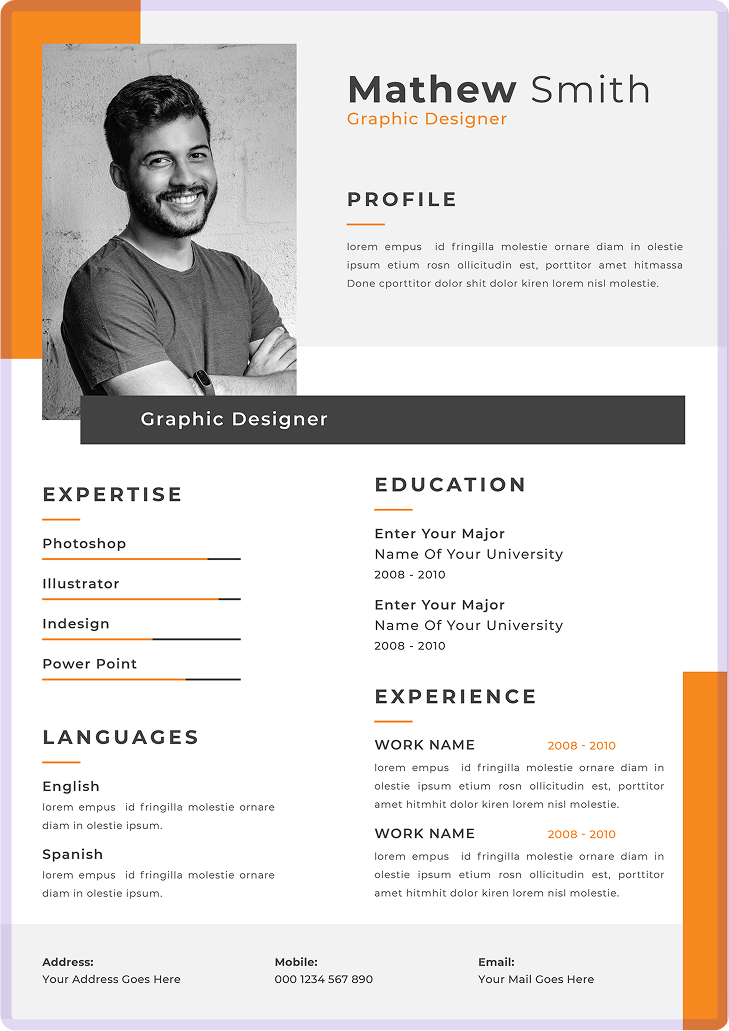 Mathew Smith
Graphic Designer
PROFILE
lorem empus id fringilla molestie ornare diam in olestie
ipsum etium rosn ollicitudin est, porttitor amet hitmassa
Done cporttitor dolor shit dolor kiren lorem nisl molestie.
Graphic Designer
EXPERTISE
Photoshop
Illustrator
Indesign
Power Point
LANGUAGES
English
lorem empus id fringilla molestie ornare
diam in olestie ipsum.
Spanish
lorem empus id fringilla molestie ornare
diam in olestie ipsum.
EDUCATION
Enter Your Major
Name Of Your University
2008 - 2010
Enter Your Major
Name Of Your University
2008 - 2010
EXPERIENCE
WORK NAME 2008 - 2010
lorem empus id fringilla molestie ornare diam in
olestie ipsum etium rosn ollicitudin est, porttitor
amet hitmhit dolor kiren lorem nisl molestie.
WORK NAME 2008 - 2010
lorem empus id fringilla molestie ornare diam in
olestie ipsum etium rosn ollicitudin est, porttitor
amet hitmhit dolor kiren lorem nisl molestie.
Address:
Your Address Goes Here
Mobile:
000 1234 567 890
Email:
Your Mail Goes Here